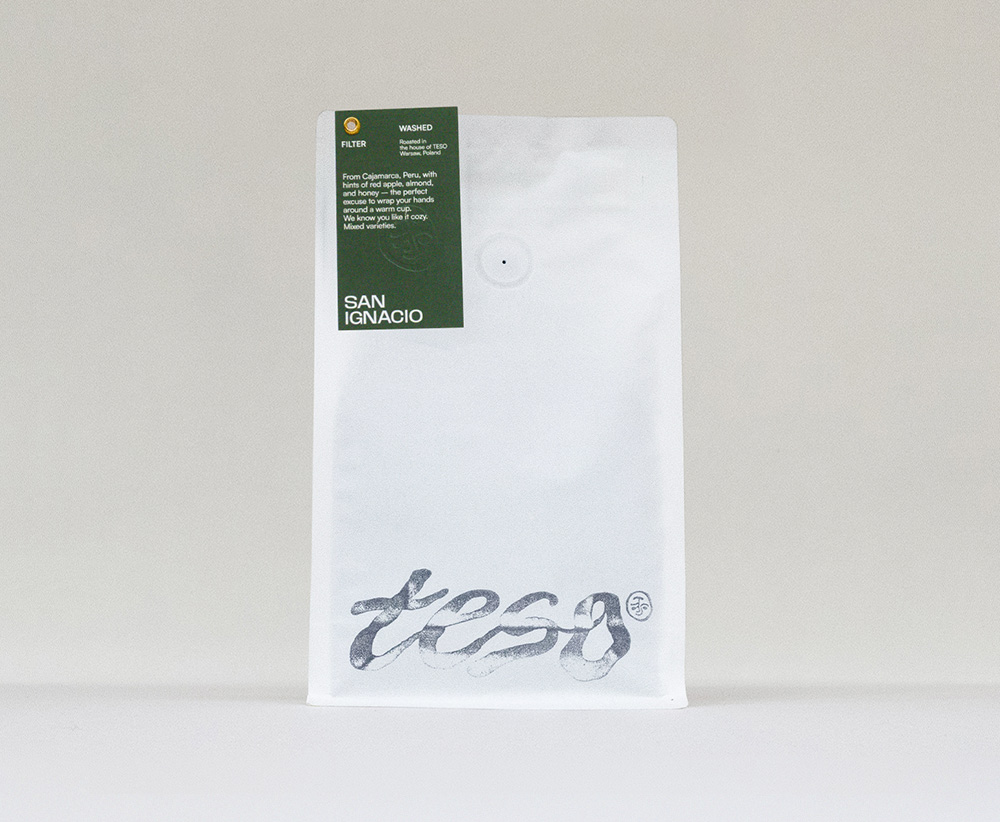 FILTER
WASHED
Roasted in
the house of TESO
Warsaw, Poland
From Cajamarca, Peru, with
hints of red apple, almond,
and honey — the perfect
excuse to wrap your hands
around a warm cup.
We know you like it cozy.
Mixed varieties.
SAN
IGNACIO
teso